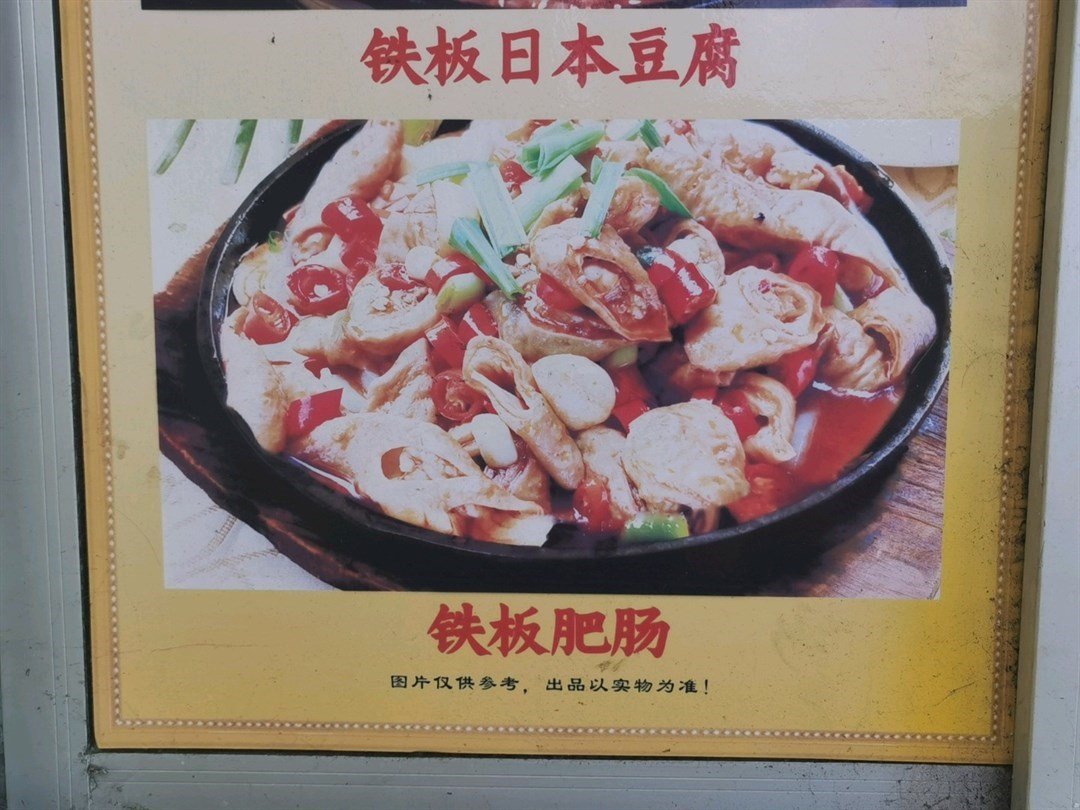 铁板日本豆腐
铁板肥肠
图片仅供参考，出品以实物为准！